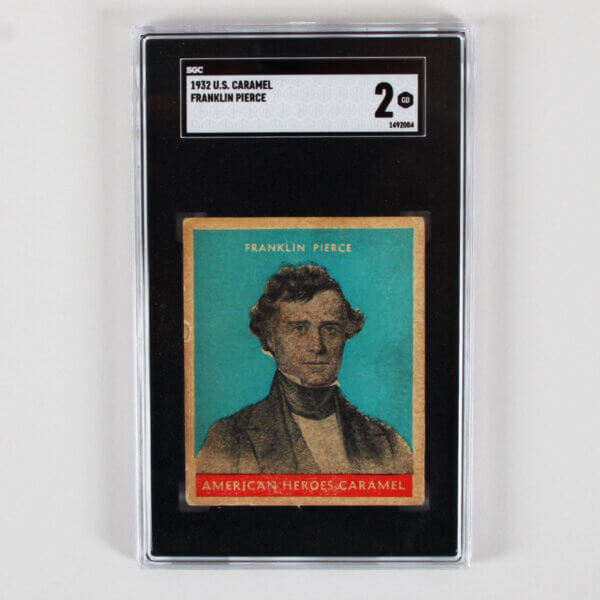 SGC
1932 U.S. CARAMEL
FRANKLIN PIERCE
2 GD
1492084
FRANKLIN PIERCE
AMERICAN HEROES CARAMEL